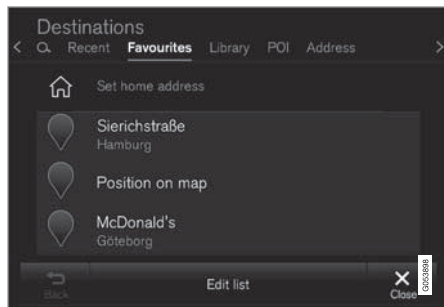 Destinations
Recent Favourites Library POI Address
Set home address
Sierichstraße
Hamburg
Position on map
McDonald's
Göteborg
Back Edit list Close
G053898